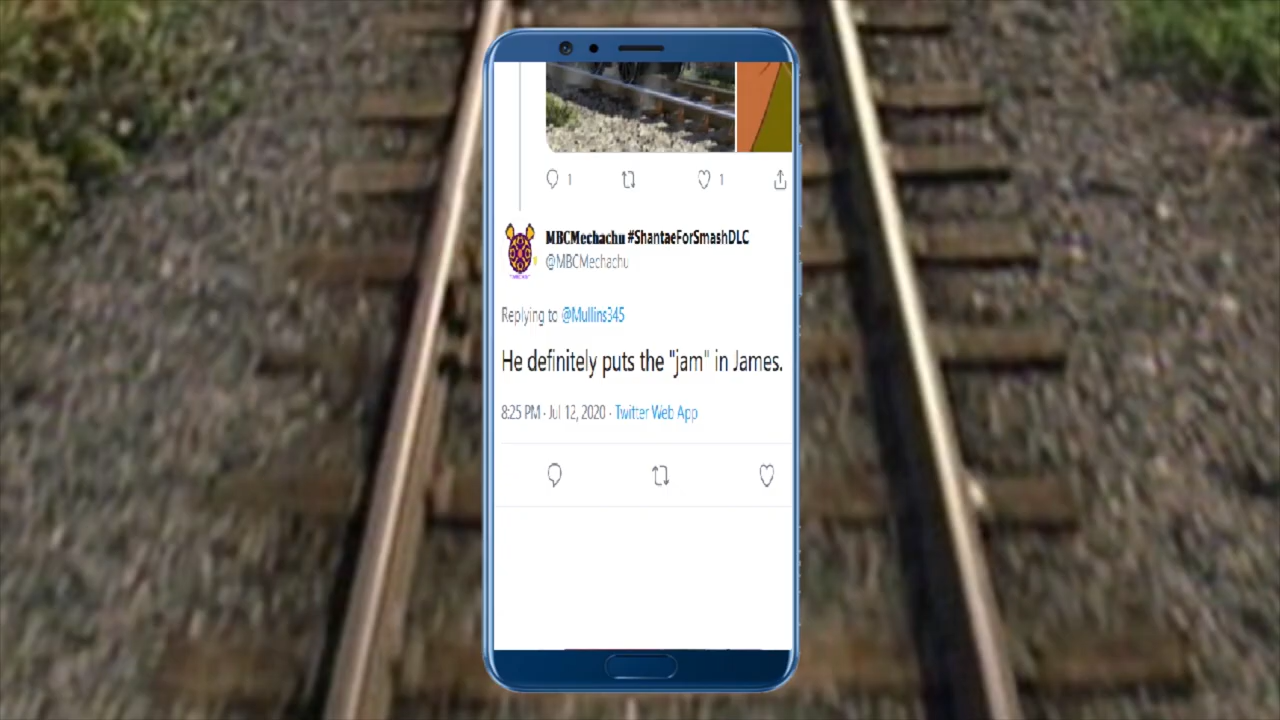 1 1
MBCMechachu #ShantaeForSmashDLC
@MBCMechachu
Replying to @Mullins345
He definitely puts the "jam" in James.
8:25 PM · Jul 12, 2020 · Twitter Web App